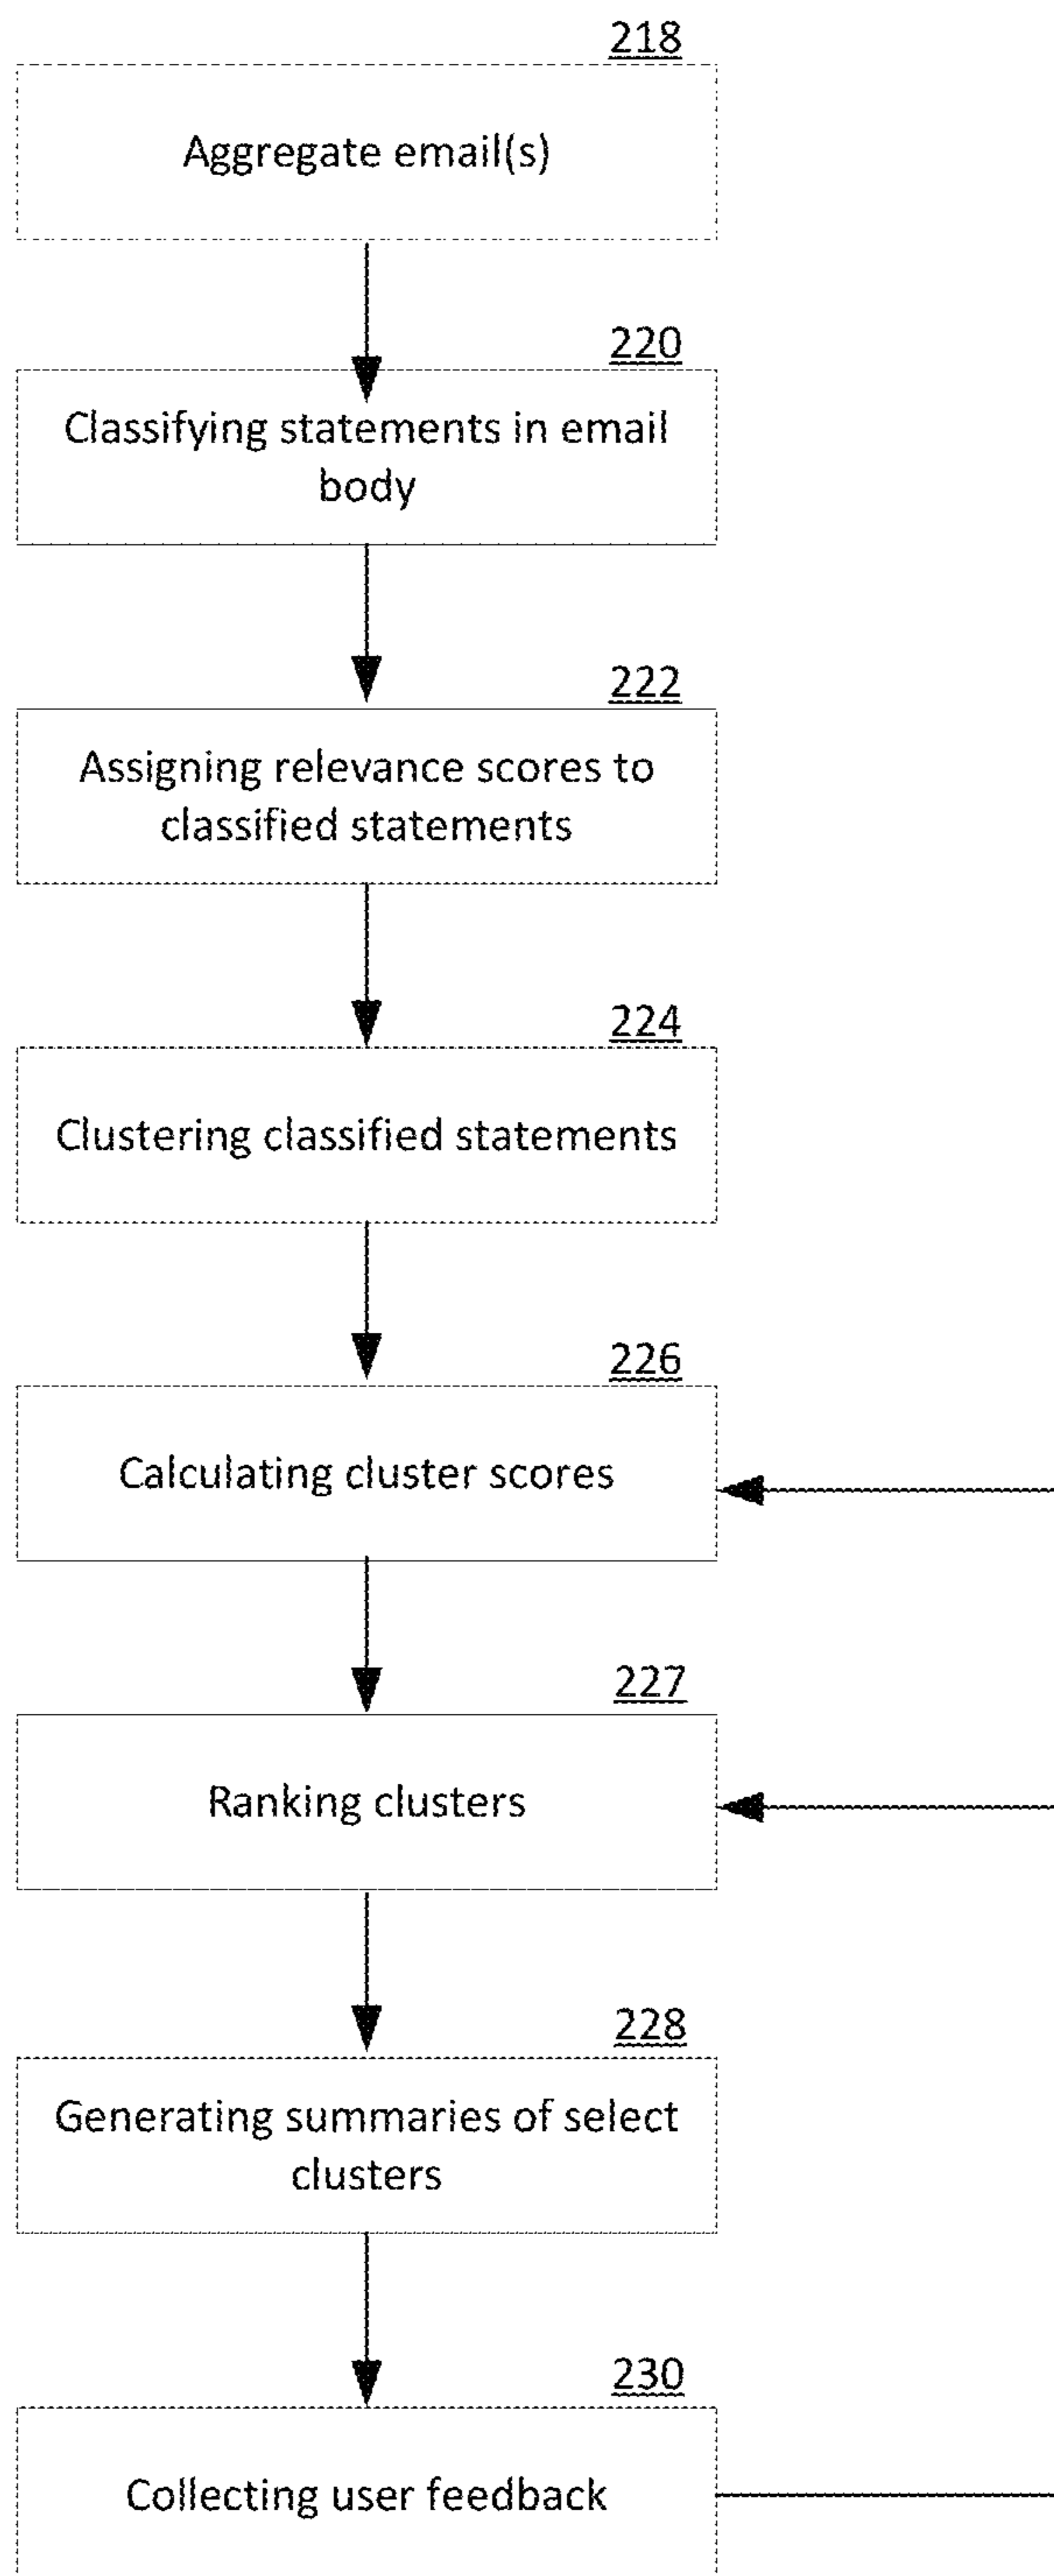 218
Aggregate email(s)
220
Classifying statements in email
body
222
Assigning relevance scores to
classified statements
224
Clustering classified statements
226
Calculating cluster scores
227
Ranking clusters
228
Generating summaries of select
clusters
230
Collecting user feedback